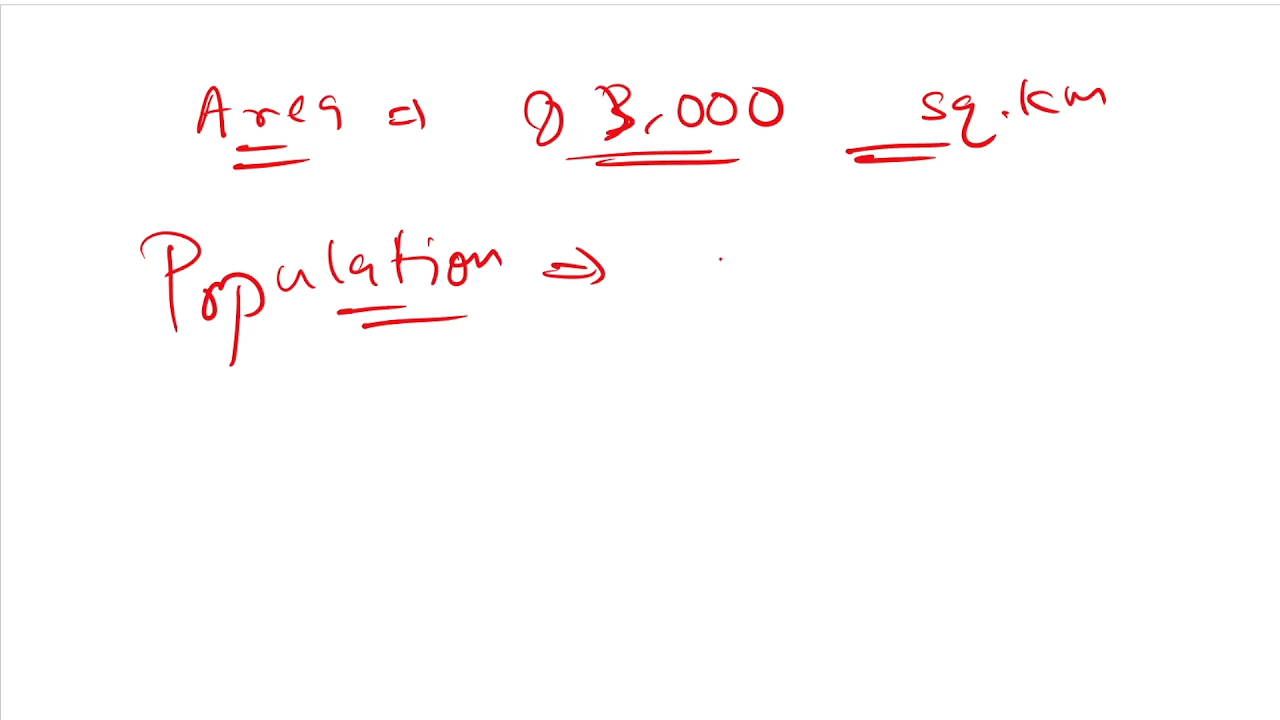 Area ⇒ 83,000 sq.km
Population ⇒